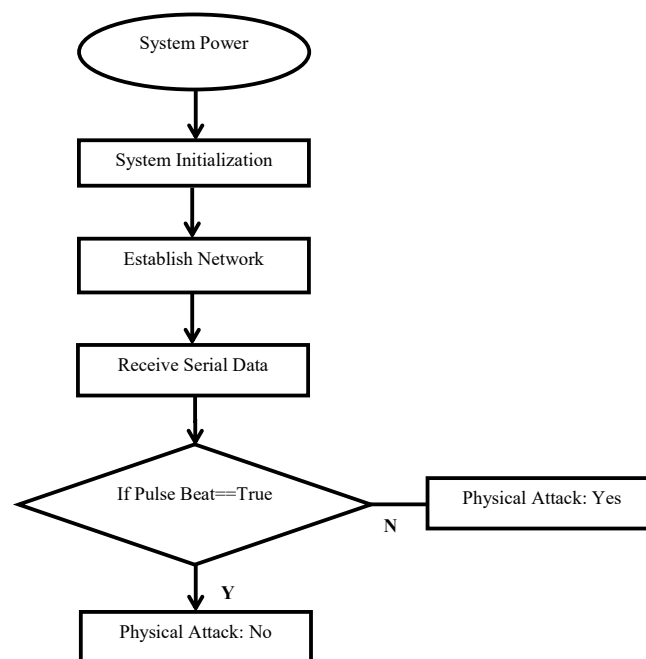 System Power
System Initialization
Establish Network
Receive Serial Data
If Pulse Beat==True
Physical Attack: Yes
N
Y
Physical Attack: No